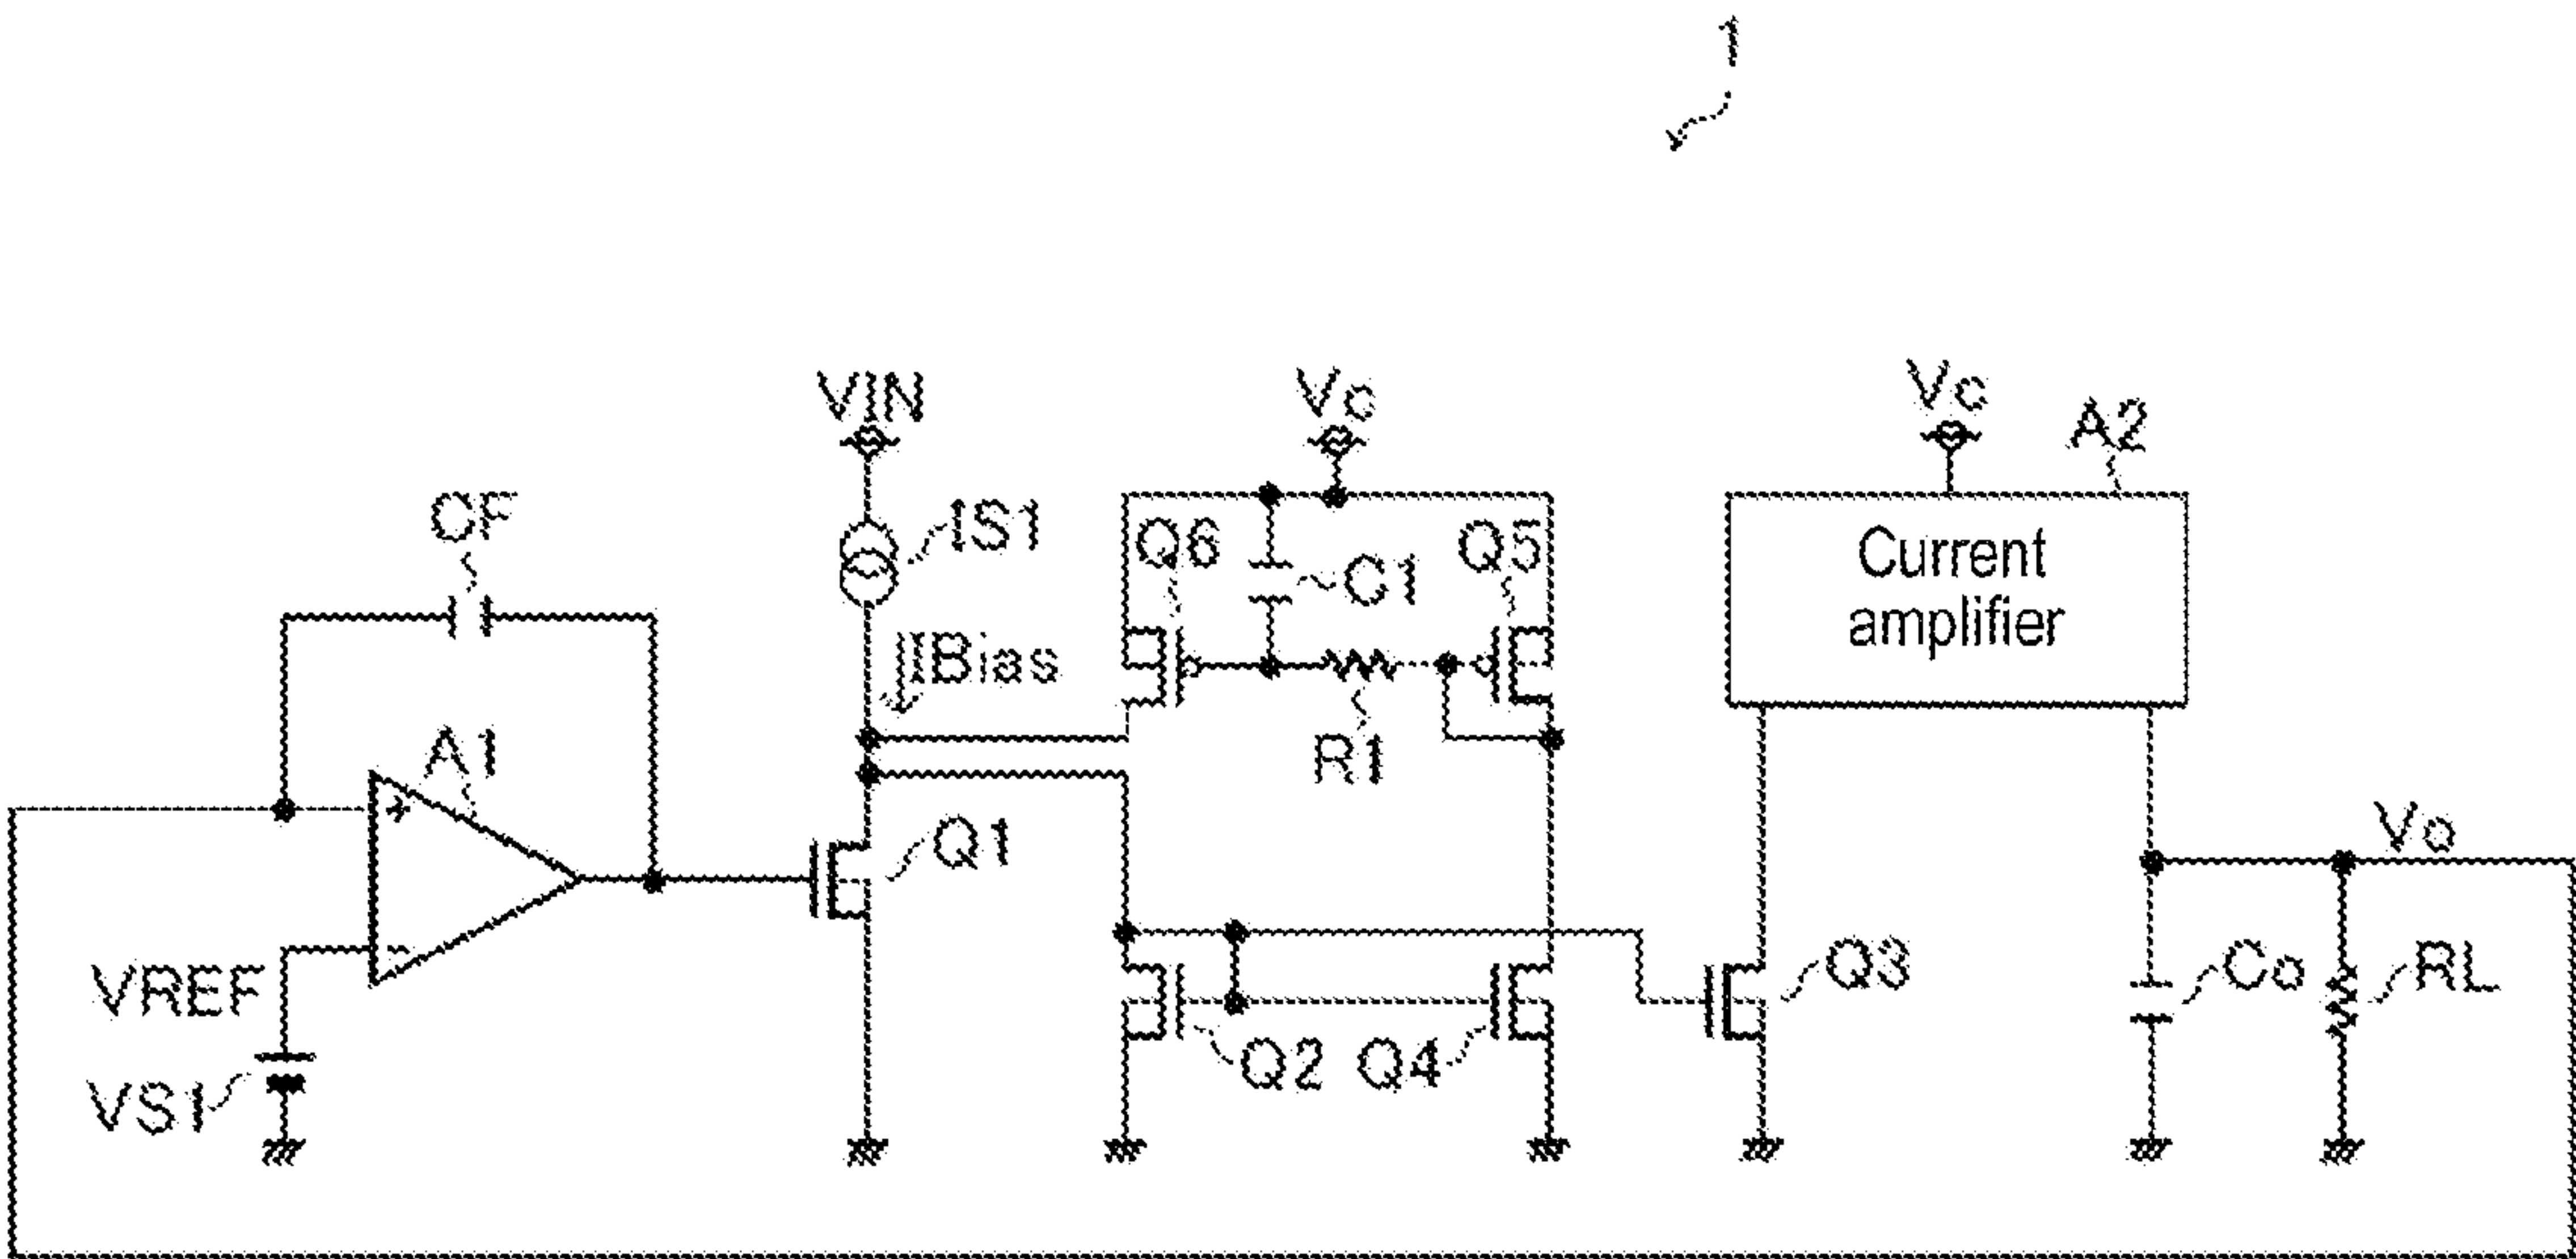 1
VIN
Vc
Vc
A2
CF
IS1
Q6
Q5
C1
Current
amplifier
IBias
A1
R1
+
Q1
Vo
-
VREF
Q3
Co
RL
VS1
Q2
Q4